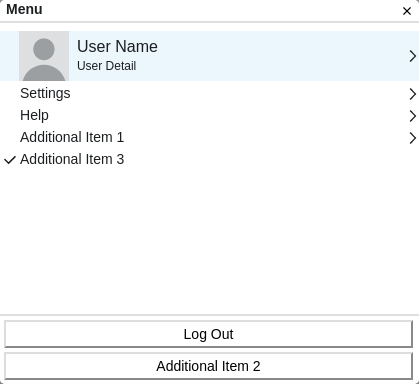 Menu
User Name
User Detail
Settings
Help
Additional Item 1
Additional Item 3
Log Out
Additional Item 2